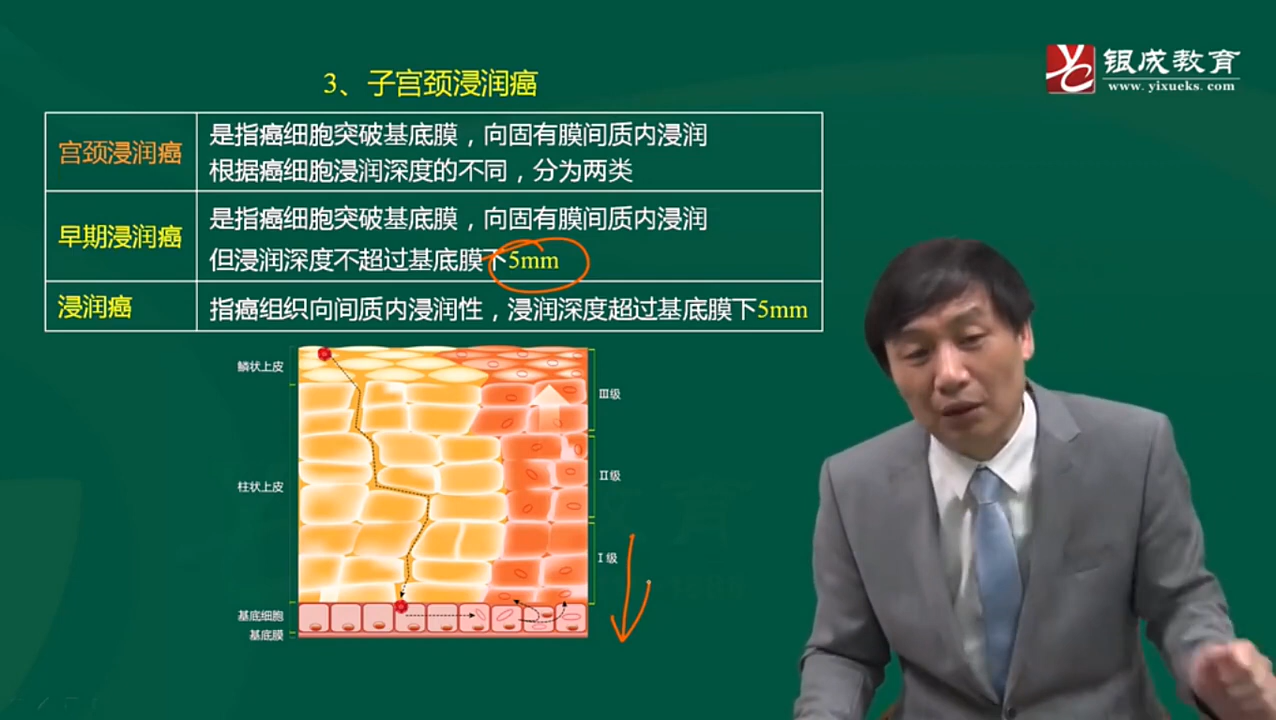 银成教育
www.yixueks.com
3、子宫颈浸润癌
宫颈浸润癌
是指癌细胞突破基底膜，向固有膜间质内浸润
根据癌细胞浸润深度的不同，分为两类
早期浸润癌
是指癌细胞突破基底膜，向固有膜间质内浸润
但浸润深度不超过基底膜下5mm
浸润癌
指癌组织向间质内浸润性，浸润深度超过基底膜下5mm
鳞状上皮
III级
柱状上皮
II级
I级
基底细胞
基底膜